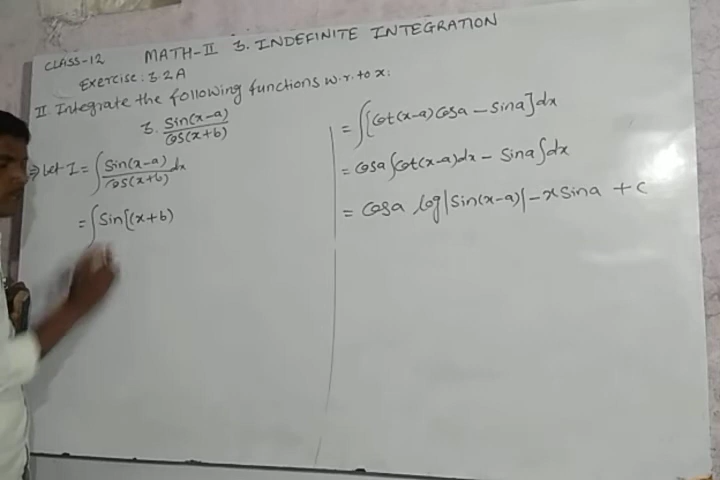 CLASS-12 MATH-II 3. INDEFINITE INTEGRATION
Exercise: 3.2A
II. Integrate the following functions w.r. to x.
3. sin(x-a)/cos(x+b)
⇒ Let I = ∫ sin(x-a)/cos(x+b) dx
= ∫ sin[(x+b)
= ∫[cot(x-a) cosa - sina] dx
= cosa ∫cot(x-a)dx - sina ∫dx
= cosa log|sin(x-a)| - x sina + c